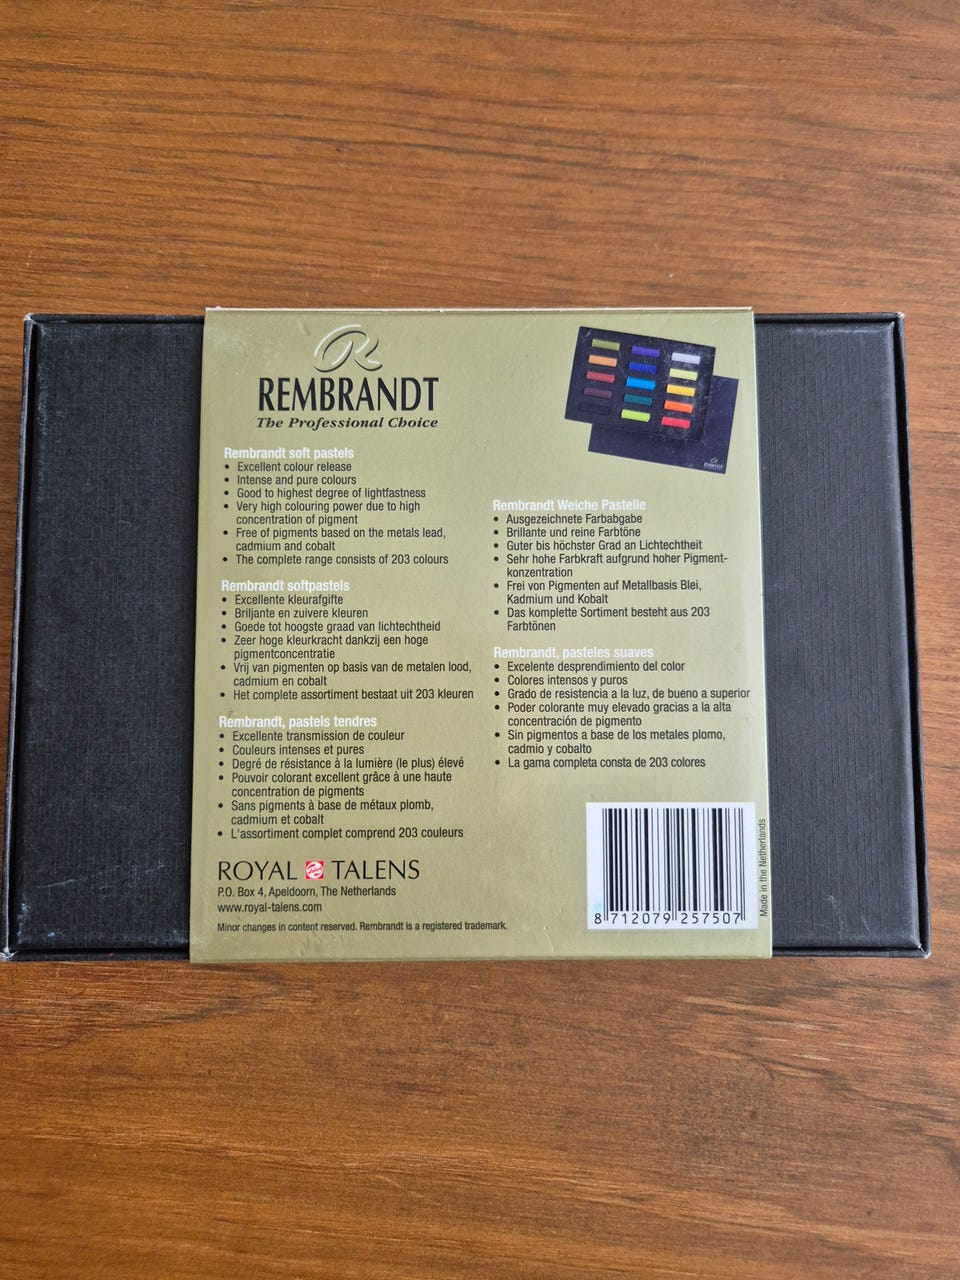 REMBRANDT
The Professional Choice
Rembrandt soft pastels
• Excellent colour release
• Intense and pure colours
• Good to highest degree of lightfastness
• Very high colouring power due to high
concentration of pigment
• Free of pigments based on the metals lead,
cadmium and cobalt
• The complete range consists of 203 colours
Rembrandt softpastels
• Excellente kleurafgifte
• Briljante en zuivere kleuren
• Goede tot hoogste graad van lichtechtheid
• Zeer hoge kleurkracht dankzij een hoge
pigmentconcentratie
• Vrij van pigmenten op basis van de metalen lood,
cadmium en cobalt
• Het complete assortiment bestaat uit 203 kleuren
Rembrandt, pastels tendres
• Excellente transmission de couleur
• Couleurs intenses et pures
• Degré de résistance à la lumière (le plus) élevé
• Pouvoir colorant excellent grâce à une haute
concentration de pigments
• Sans pigments à base de métaux plomb,
cadmium et cobalt
• L'assortiment complet comprend 203 couleurs
ROYAL TALENS
P.O. Box 4, Apeldoorn, The Netherlands
www.royal-talens.com
Minor changes in content reserved. Rembrandt is a registered trademark.
Rembrandt Weiche Pastelle
• Ausgezeichnete Farbabgabe
• Brillante und reine Farbtöne
• Guter bis höchster Grad an Lichtechtheit
• Sehr hohe Farbkraft aufgrund hoher Pigment-
konzentration
• Frei von Pigmenten auf Metallbasis Blei,
Kadmium und Kobalt
• Das komplette Sortiment besteht aus 203
Farbtönen
Rembrandt, pasteles suaves
• Excelente desprendimiento del color
• Colores intensos y puros
• Grado de resistencia a la luz, de bueno a superior
• Poder colorante muy elevado gracias a la alta
concentración de pigmento
• Sin pigmentos a base de los metales plomo,
cadmio y cobalto
• La gama completa consta de 203 colores
8 712079 257507
Made in the Netherlands